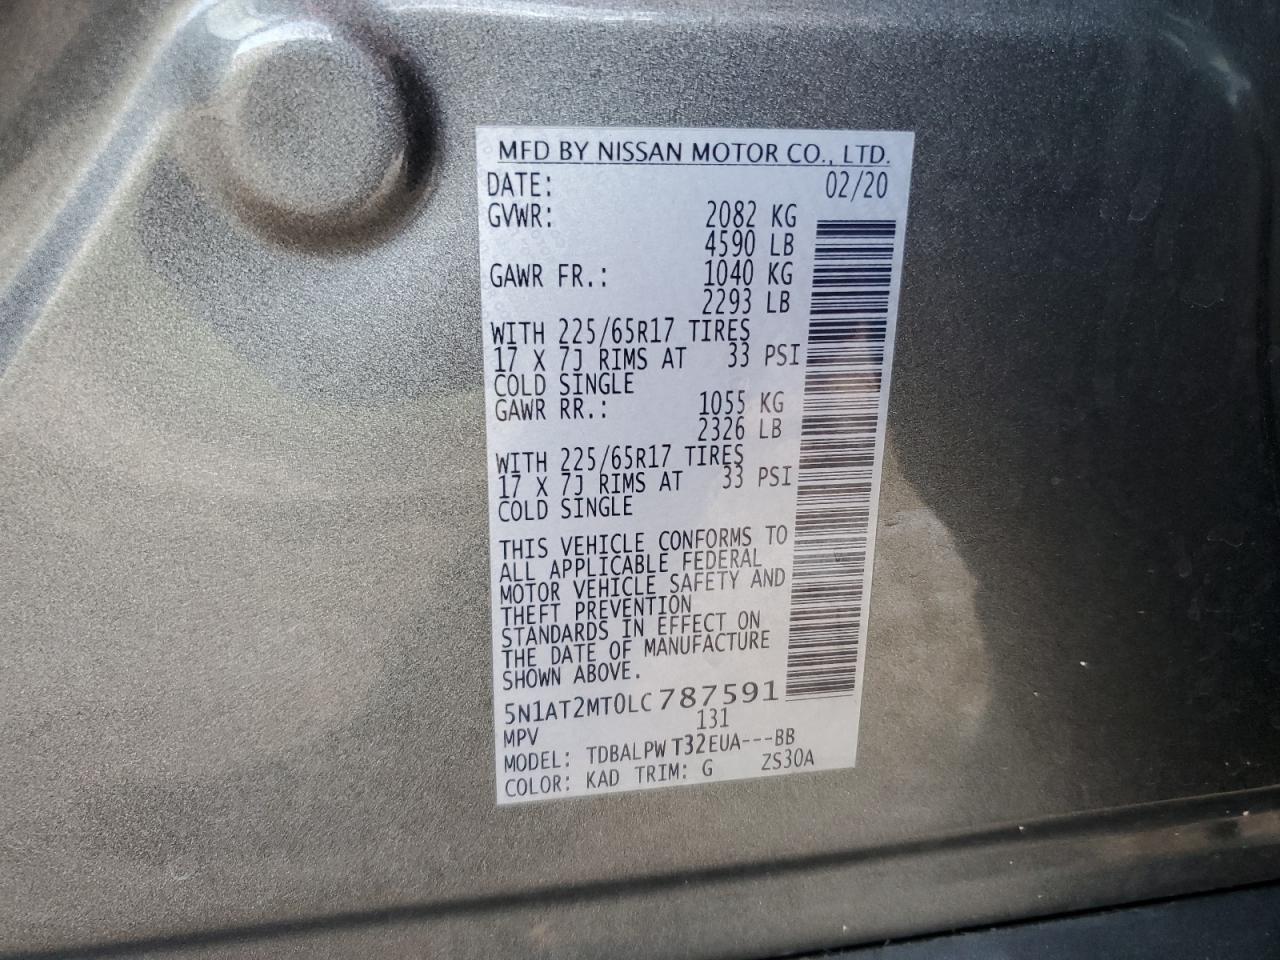 MFD BY NISSAN MOTOR CO., LTD.
DATE: 02/20
GVWR: 2082 KG
4590 LB
GAWR FR.: 1040 KG
2293 LB
WITH 225/65R17 TIRES
17 X 7J RIMS AT 33 PSI
COLD SINGLE
GAWR RR.: 1055 KG
2326 LB
WITH 225/65R17 TIRES
17 X 7J RIMS AT 33 PSI
COLD SINGLE
THIS VEHICLE CONFORMS TO
ALL APPLICABLE FEDERAL
MOTOR VEHICLE SAFETY AND
THEFT PREVENTION
STANDARDS IN EFFECT ON
THE DATE OF MANUFACTURE
SHOWN ABOVE.
5N1AT2MT0LC787591
MPV 131
MODEL: TDBALPW T32EUA---BB
COLOR: KAD TRIM: G ZS30A